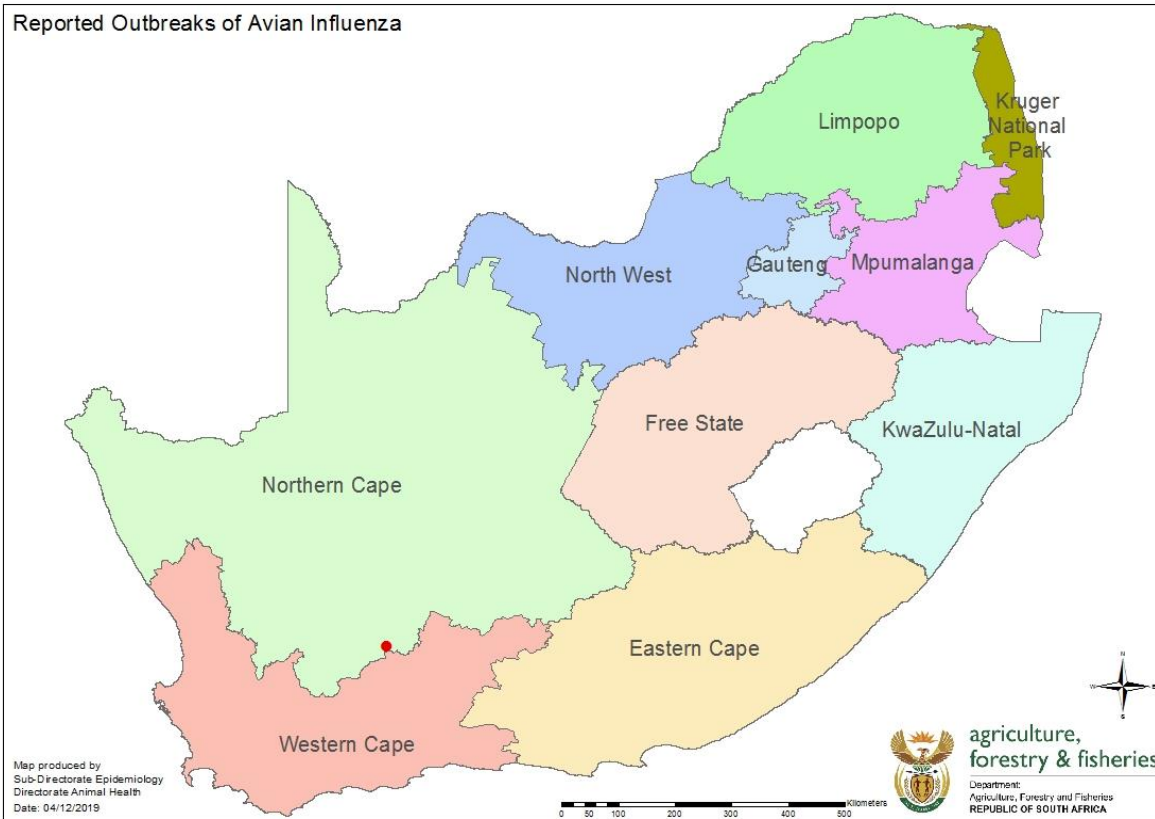 Reported Outbreaks of Avian Influenza
Limpopo
Kruger
National
Park
North West
Gauteng
Mpumalanga
Free State
KwaZulu-Natal
Northern Cape
Eastern Cape
Western Cape
N
W
E
S
Map produced by
Sub-Directorate Epidemiology
Directorate Animal Health
Date: 04/12/2019
Kilometers
0 50 100 200 300 400 500
agriculture,
forestry & fisheries
Department:
Agriculture, Forestry and Fisheries
REPUBLIC OF SOUTH AFRICA